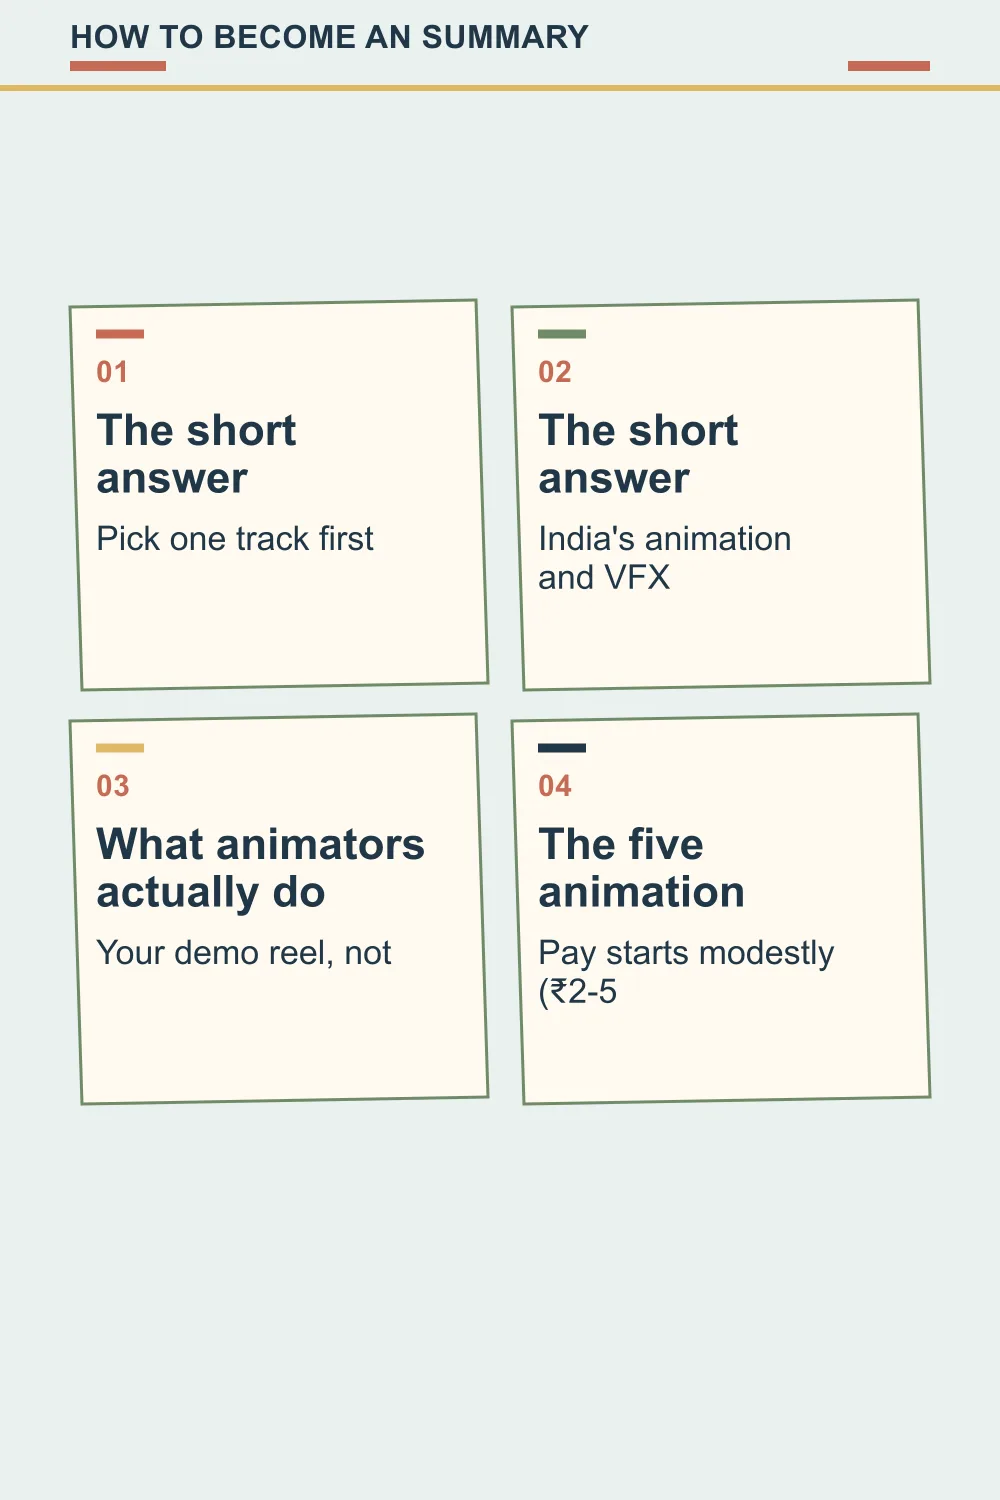 HOW TO BECOME AN SUMMARY
01
The short
answer
Pick one track first
02
The short
answer
India's animation
and VFX
03
What animators
actually do
Your demo reel, not
04
The five
animation
Pay starts modestly
(₹2-5